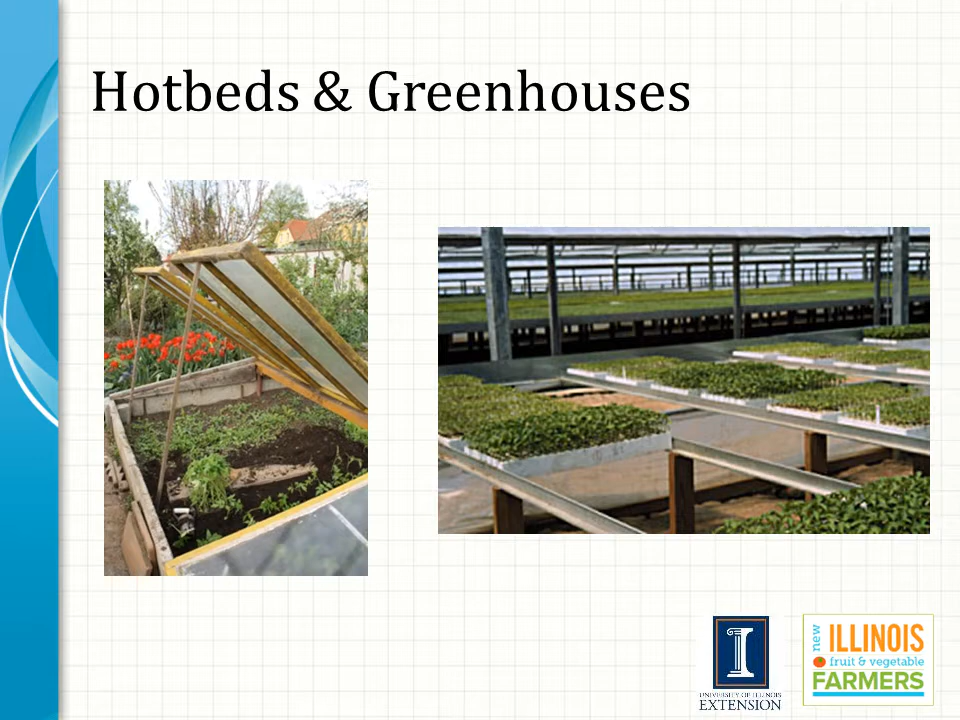 Hotbeds & Greenhouses
UNIVERSITY OF ILLINOIS
EXTENSION
new
ILLINOIS
fruit & vegetable
FARMERS